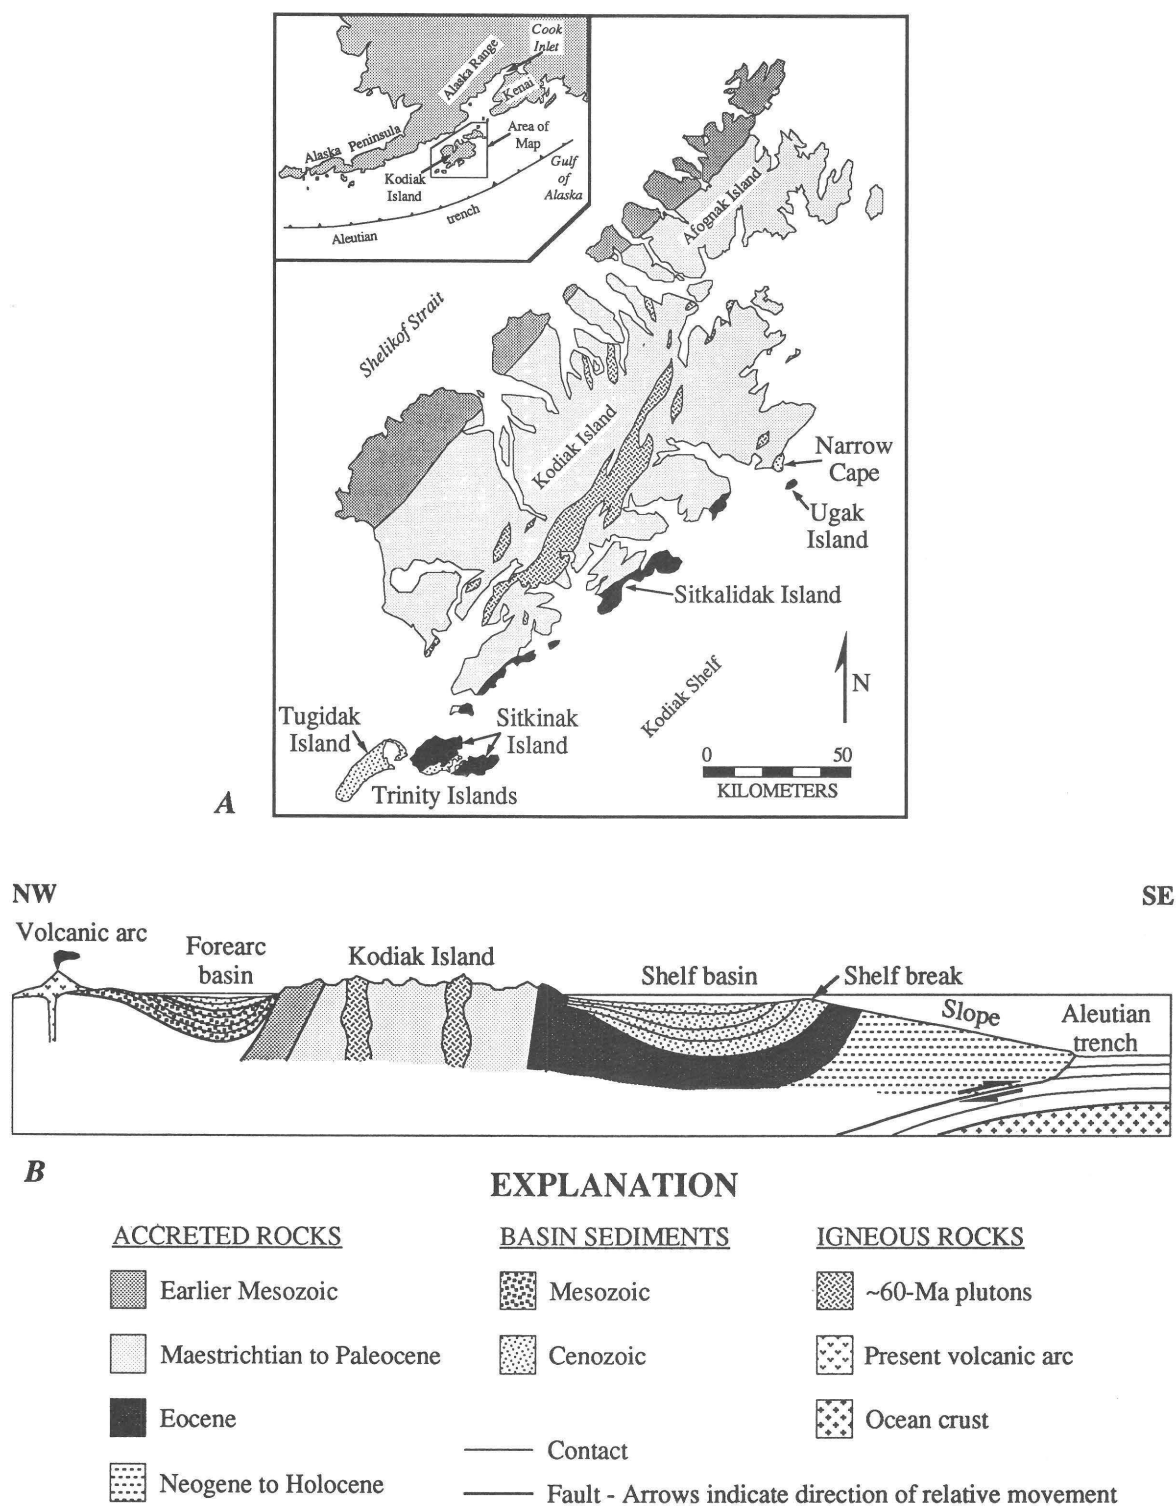 Cook
Inlet
Alaska Range
Kenai
Alaska Peninsula
Area of
Map
Kodiak
Island
Gulf
of
Alaska
Aleutian trench
Afognak Island
Shelikof Strait
Kodiak Island
Narrow
Cape
Ugak
Island
Sitkalidak Island
Kodiak Shelf
N
Tugidak
Island
Sitkinak
Island
Trinity Islands
0 50
KILOMETERS
A
NW SE
Volcanic arc
Forearc
basin
Kodiak Island
Shelf basin
Shelf break
Slope
Aleutian
trench
B
EXPLANATION
ACCRETED ROCKS
Earlier Mesozoic
Maestrichtian to Paleocene
Eocene
Neogene to Holocene
BASIN SEDIMENTS
Mesozoic
Cenozoic
Contact
Fault - Arrows indicate direction of relative movement
IGNEOUS ROCKS
~60-Ma plutons
Present volcanic arc
Ocean crust